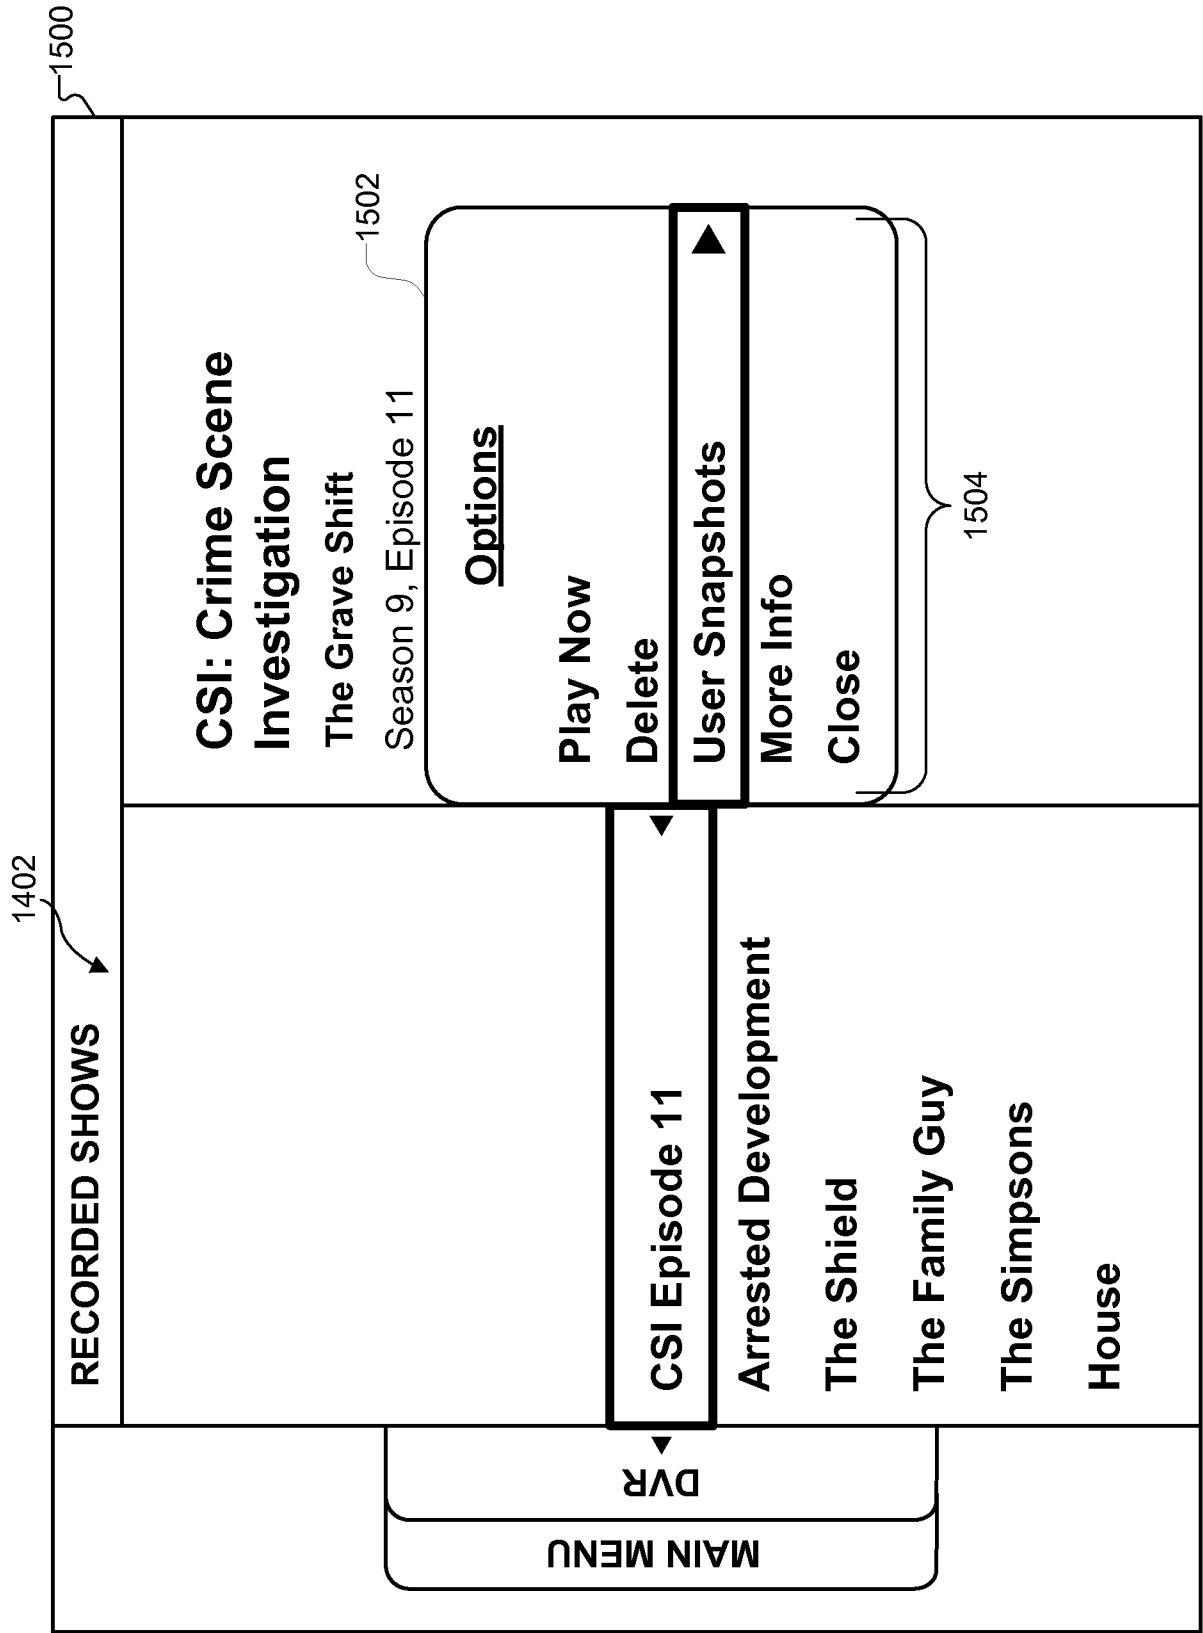 1402
1500
RECORDED SHOWS
MAIN MENU
DVR
CSI Episode 11
Arrested Development
The Shield
The Family Guy
The Simpsons
House
CSI: Crime Scene
Investigation
The Grave Shift
Season 9, Episode 11
1502
Options
Play Now
Delete
User Snapshots
More Info
Close
1504